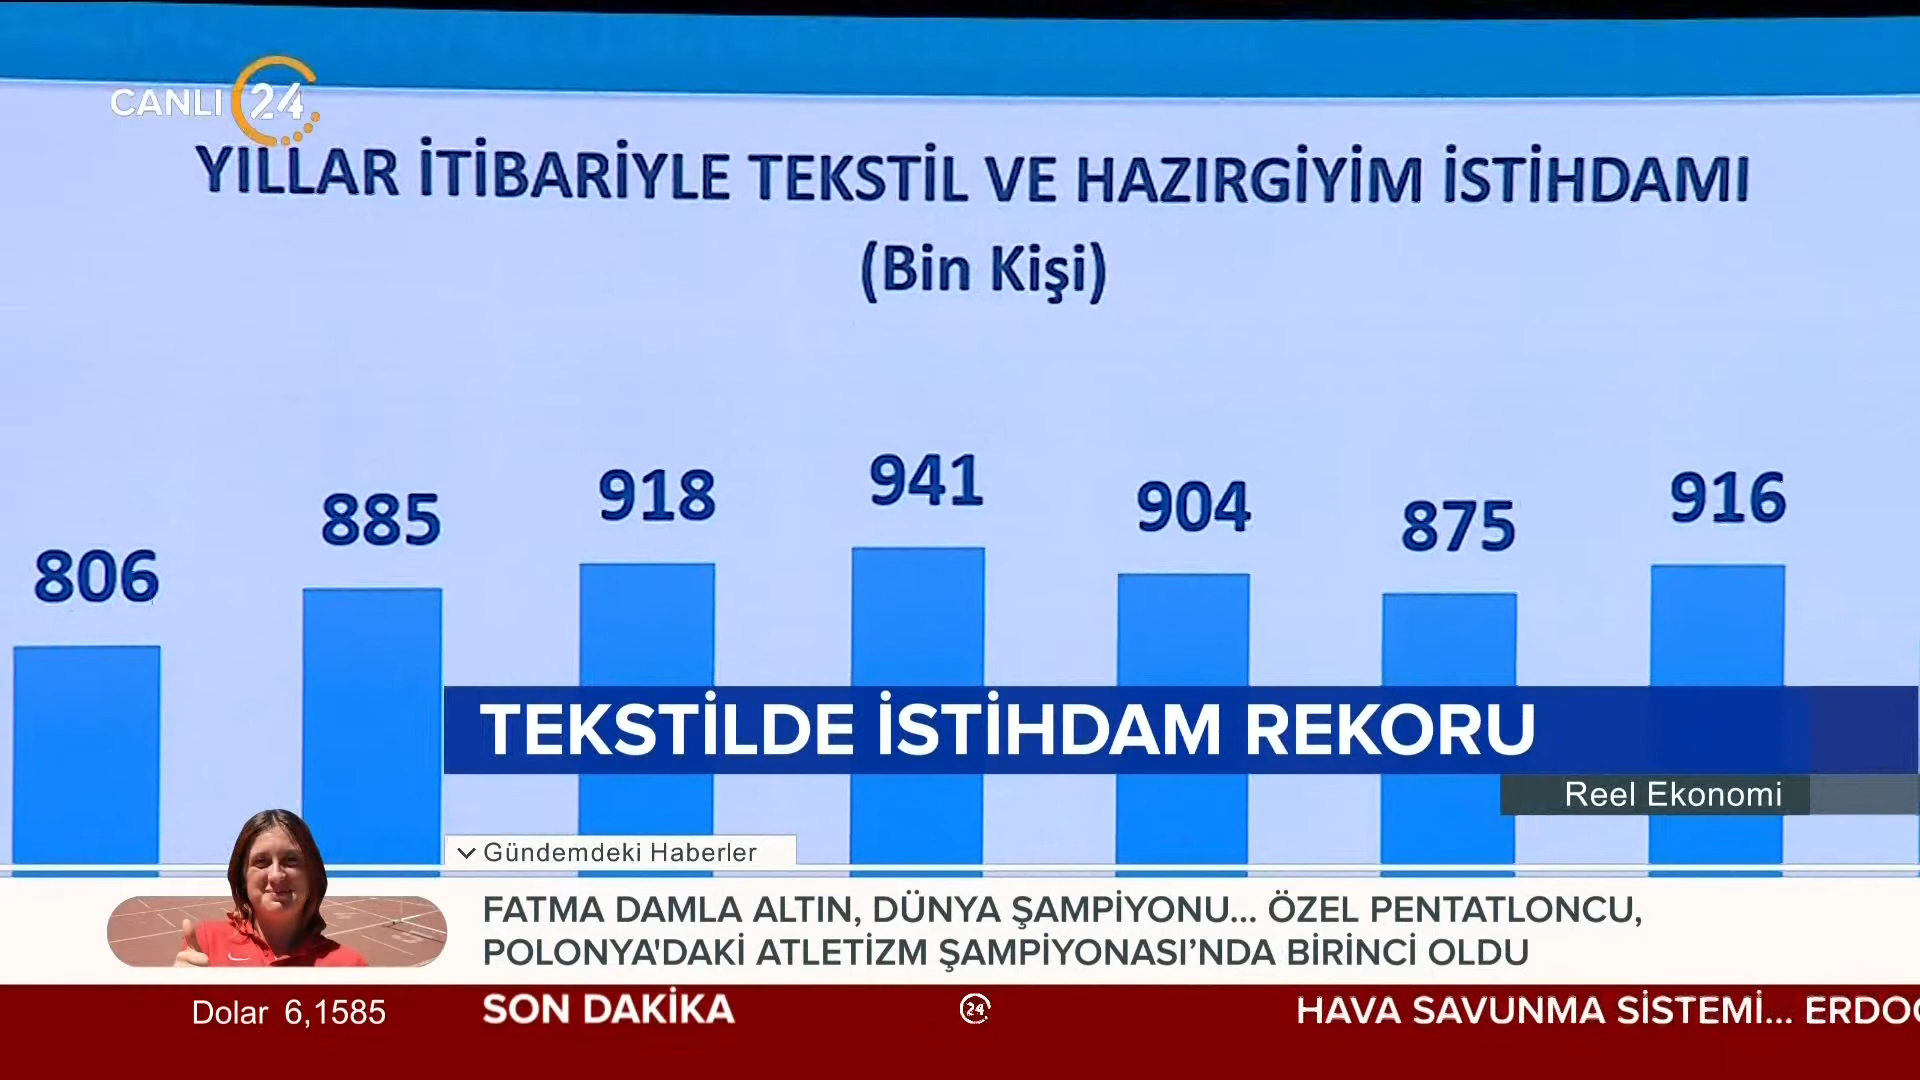 CANLI 24
YILLAR İTİBARİYLE TEKSTİL VE HAZIRGİYİM İSTİHDAMI
(Bin Kişi)
806
885
918
941
904
875
916
TEKSTİLDE İSTİHDAM REKORU
Reel Ekonomi
Gündemdeki Haberler
FATMA DAMLA ALTIN, DÜNYA ŞAMPİYONU... ÖZEL PENTATLONCU,
POLONYA'DAKİ ATLETİZM ŞAMPİYONASI’NDA BİRİNCİ OLDU
Dolar 6,1585
SON DAKİKA
24
HAVA SAVUNMA SİSTEMİ... ERDO